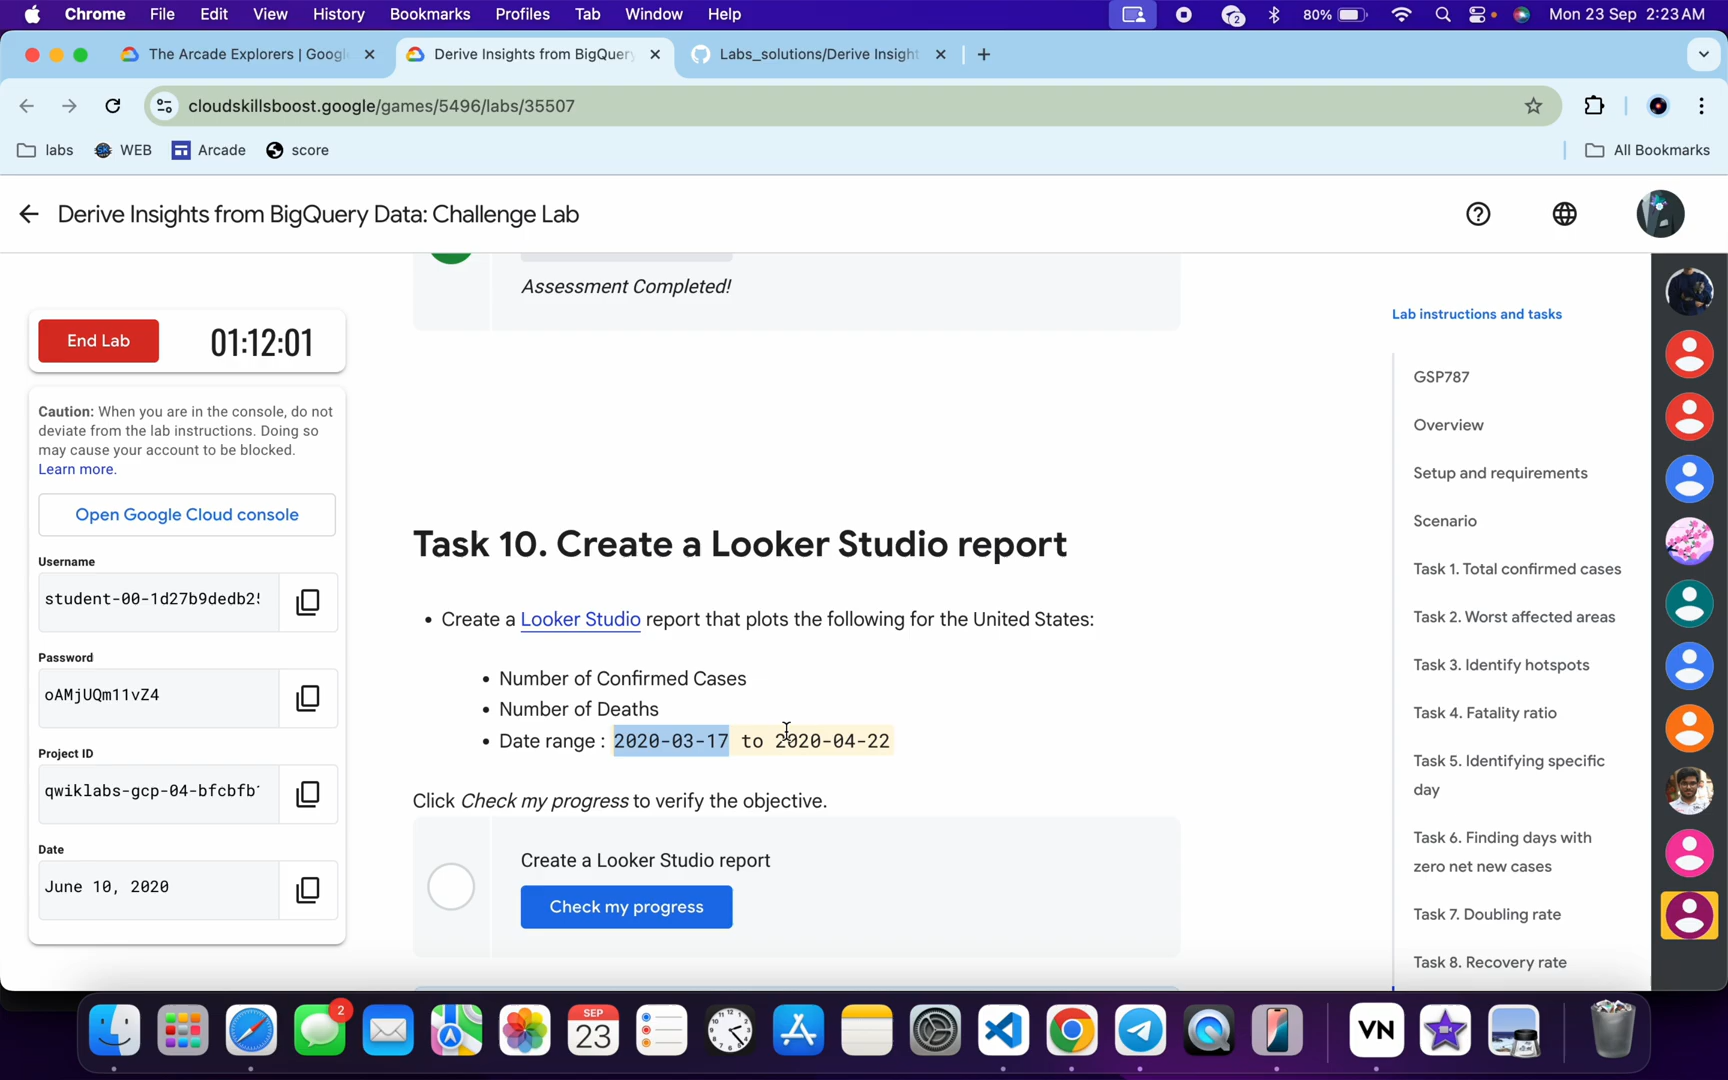 Chrome File Edit View History Bookmarks Profiles Tab Window Help 2 80% Mon 23 Sep 2:23 AM
The Arcade Explorers | Google Derive Insights from BigQuery Labs_solutions/Derive Insight
cloudskillsboost.google/games/5496/labs/35507
labs WEB Arcade score All Bookmarks
Derive Insights from BigQuery Data: Challenge Lab
Assessment Completed!
End Lab 01:12:01
Caution: When you are in the console, do not
deviate from the lab instructions. Doing so
may cause your account to be blocked.
Learn more.
Open Google Cloud console
Username
student-00-1d27b9dedb2
Password
oAMjUQm11vZ4
Project ID
qwiklabs-gcp-04-bfcbfb
Date
June 10, 2020
Task 10. Create a Looker Studio report
• Create a Looker Studio report that plots the following for the United States:
• Number of Confirmed Cases
• Number of Deaths
• Date range : 2020-03-17 to 2020-04-22
Click Check my progress to verify the objective.
Create a Looker Studio report
Check my progress
Lab instructions and tasks
GSP787
Overview
Setup and requirements
Scenario
Task 1. Total confirmed cases
Task 2. Worst affected areas
Task 3. Identify hotspots
Task 4. Fatality ratio
Task 5. Identifying specific
day
Task 6. Finding days with
zero net new cases
Task 7. Doubling rate
Task 8. Recovery rate
2
SEP
23
VN